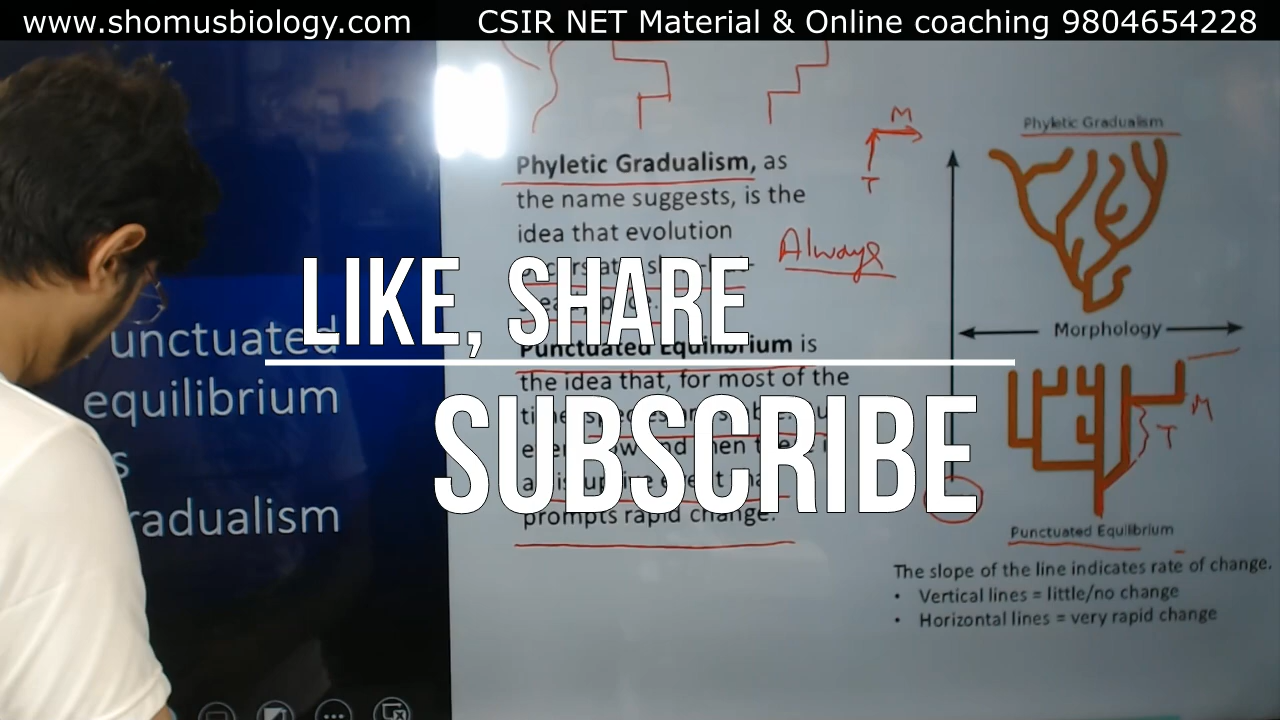 www.shomusbiology.com CSIR NET Material & Online coaching 9804654228
Punctuated
equilibrium
gradualism
Phyletic Gradualism, as
the name suggests, is the
idea that evolution
Always
M
T
LIKE, SHARE
SUBSCRIBE
Punctuated Equilibrium is
the idea that, for most of the
prompts rapid change.
Phyletic Gradualism
Morphology
M
T
Punctuated Equilibrium
The slope of the line indicates rate of change.
• Vertical lines = little/no change
• Horizontal lines = very rapid change